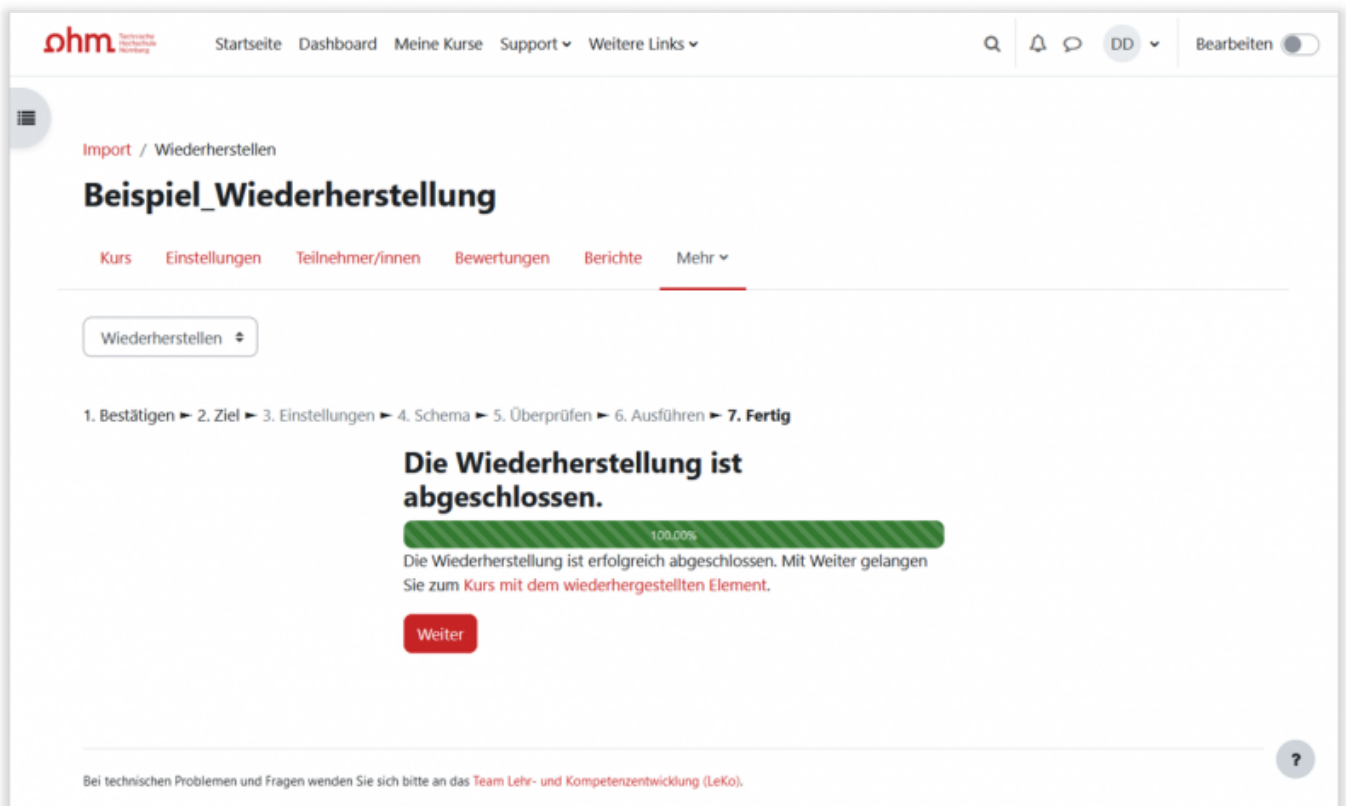 ohm Technische Hochschule Nürnberg
Startseite Dashboard Meine Kurse Support Weitere Links DD Bearbeiten
Import / Wiederherstellen
Beispiel_Wiederherstellung
Kurs Einstellungen Teilnehmer/innen Bewertungen Berichte Mehr
Wiederherstellen
1. Bestätigen ► 2. Ziel ► 3. Einstellungen ► 4. Schema ► 5. Überprüfen ► 6. Ausführen ► 7. Fertig
Die Wiederherstellung ist
abgeschlossen.
100.00%
Die Wiederherstellung ist erfolgreich abgeschlossen. Mit Weiter gelangen
Sie zum Kurs mit dem wiederhergestellten Element.
Weiter
?
Bei technischen Problemen und Fragen wenden Sie sich bitte an das Team Lehr- und Kompetenzentwicklung (LeKo).